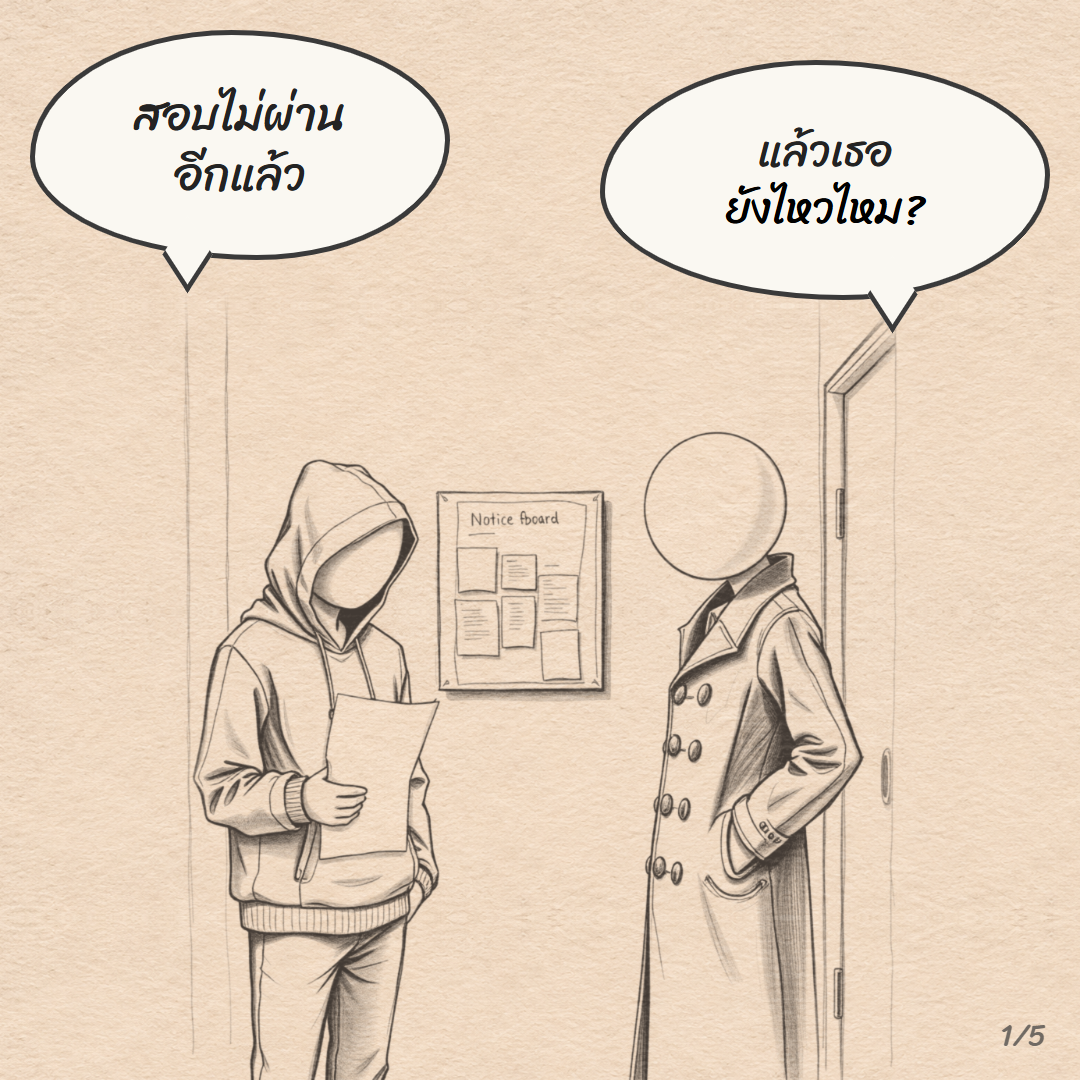 สอบไม่ผ่าน
อีกแล้ว
แล้วเธอ
ยังไหวไหม?
Notice fboard
1/5